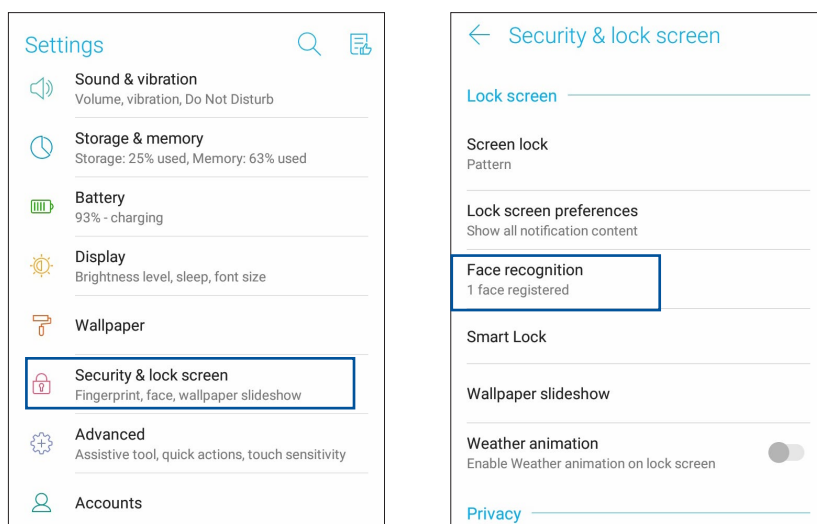 Settings
Sound & vibration
Volume, vibration, Do Not Disturb
Storage & memory
Storage: 25% used, Memory: 63% used
Battery
93% - charging
Display
Brightness level, sleep, font size
Wallpaper
Security & lock screen
Fingerprint, face, wallpaper slideshow
Advanced
Assistive tool, quick actions, touch sensitivity
Accounts
Security & lock screen
Lock screen
Screen lock
Pattern
Lock screen preferences
Show all notification content
Face recognition
1 face registered
Smart Lock
Wallpaper slideshow
Weather animation
Enable Weather animation on lock screen
Privacy